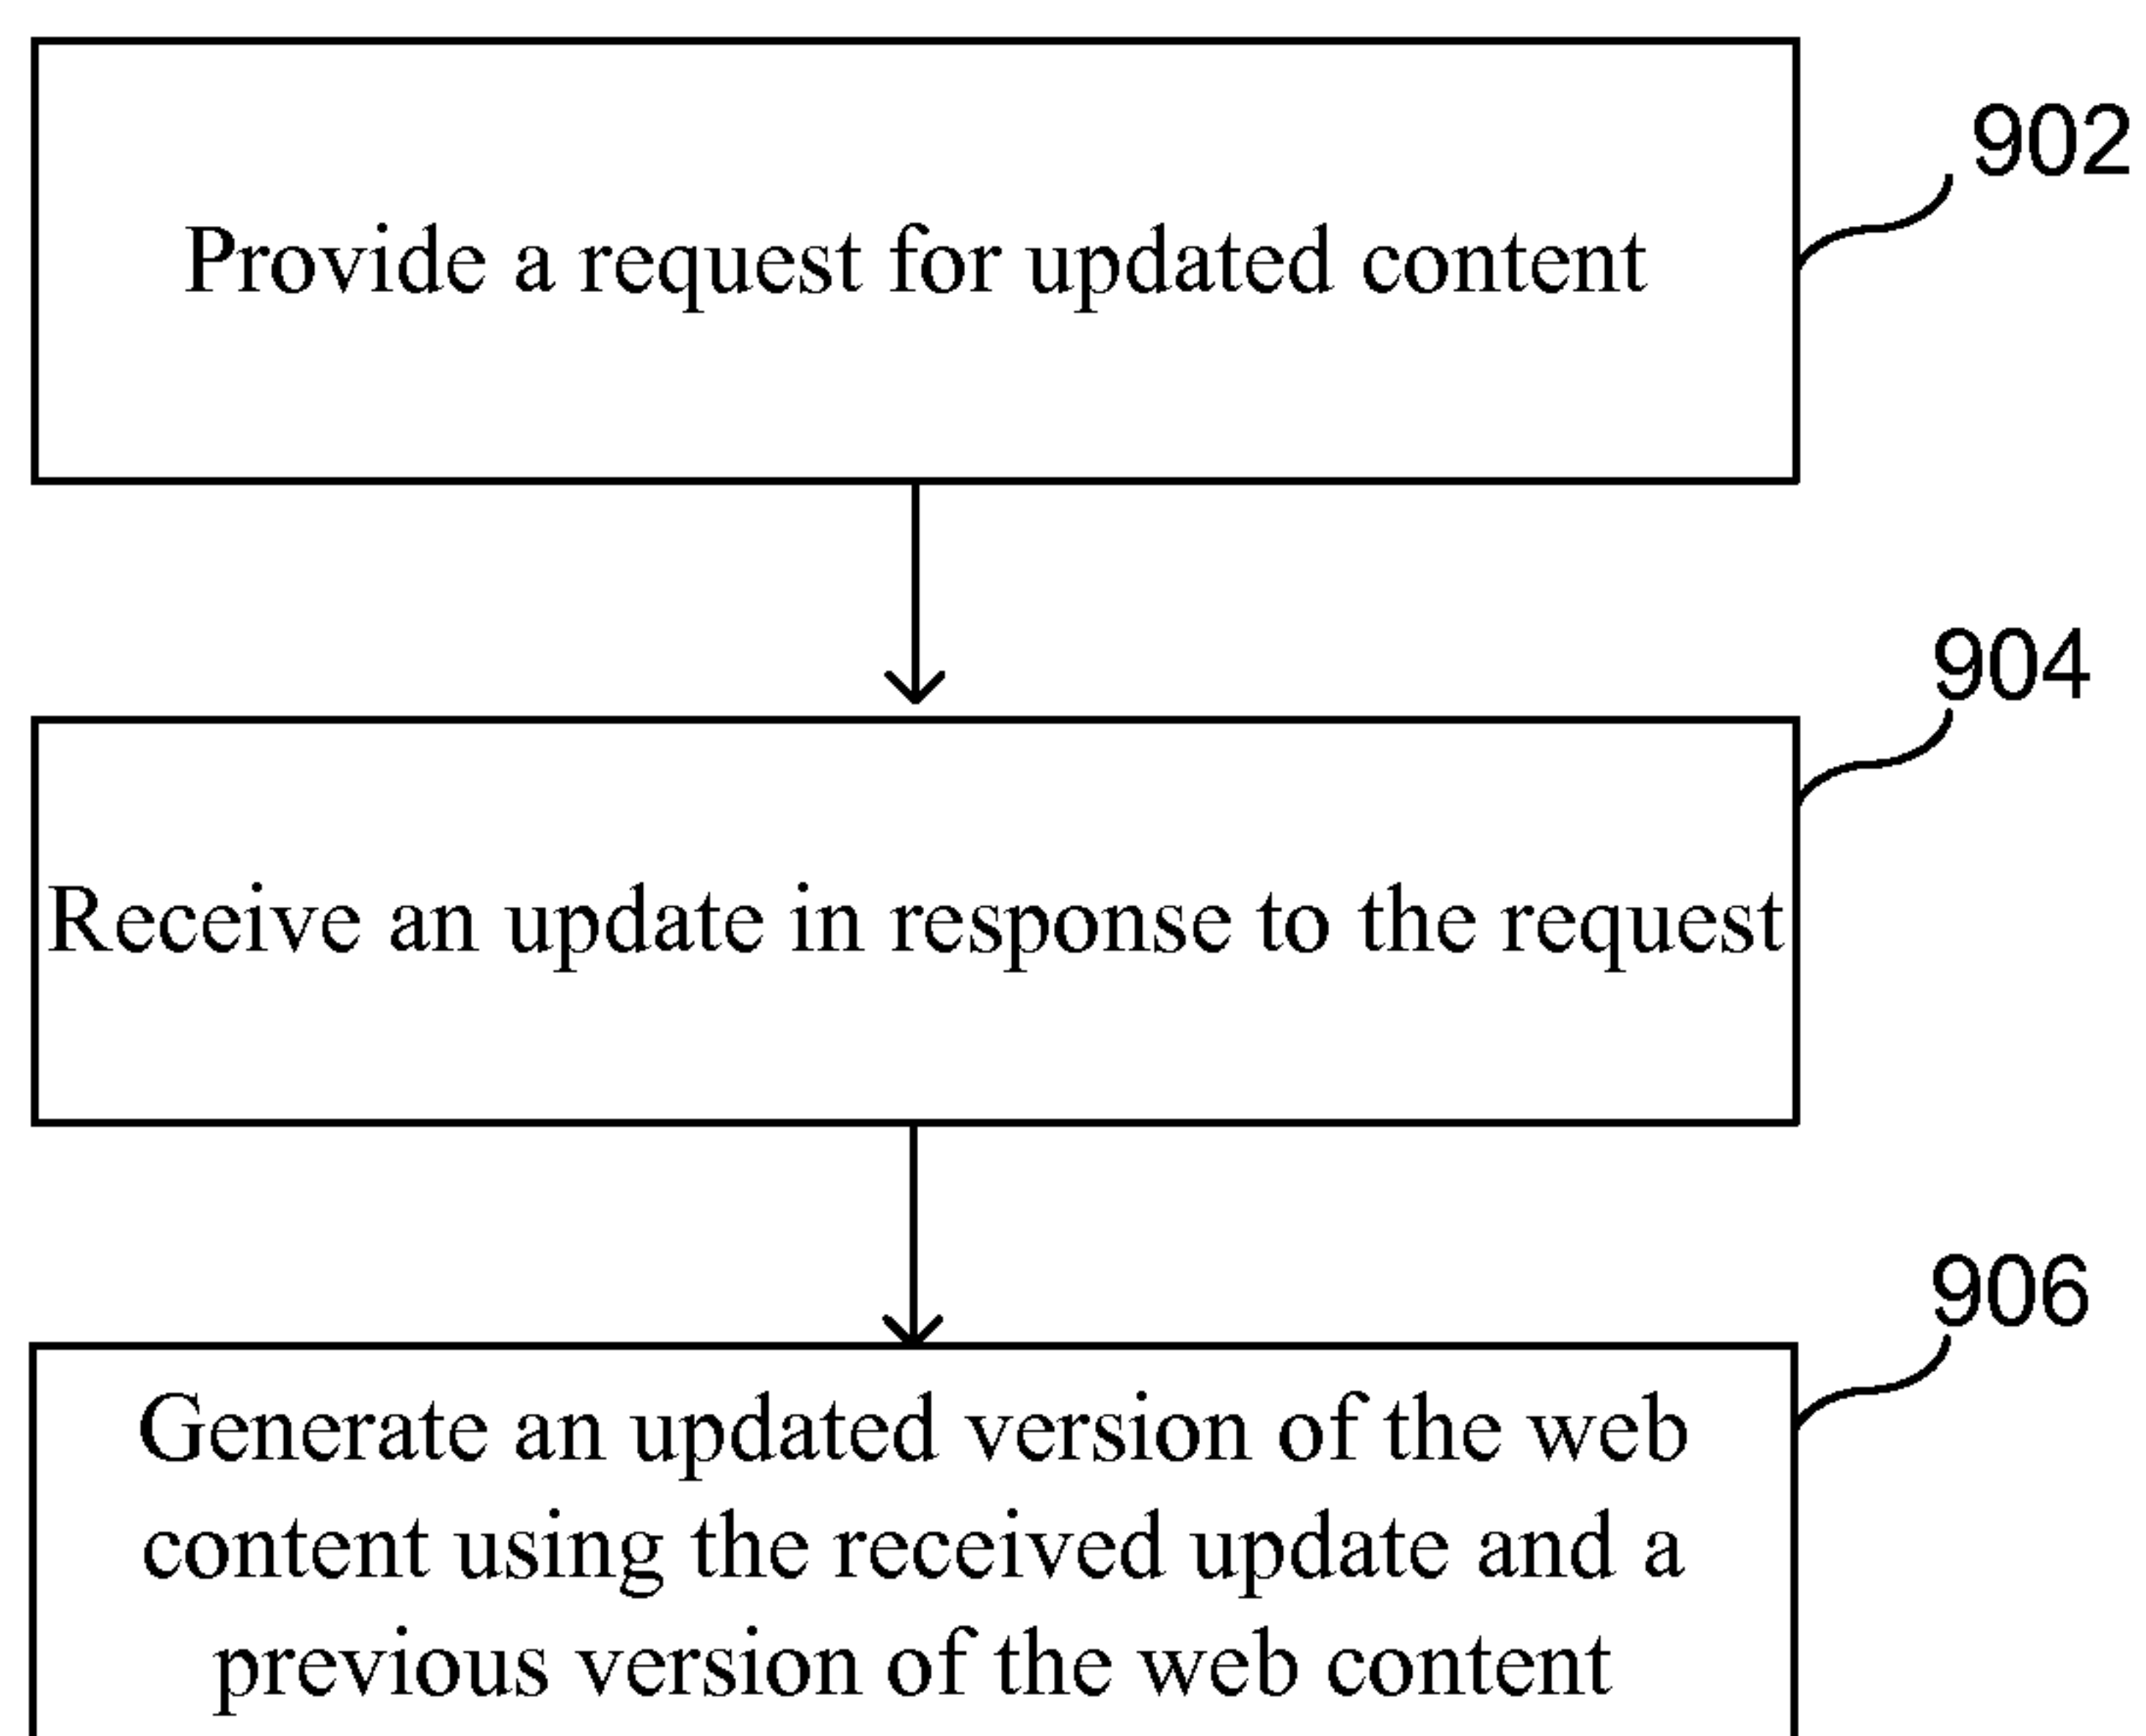 902
Provide a request for updated content
904
Receive an update in response to the request
906
Generate an updated version of the web
content using the received update and a
previous version of the web content